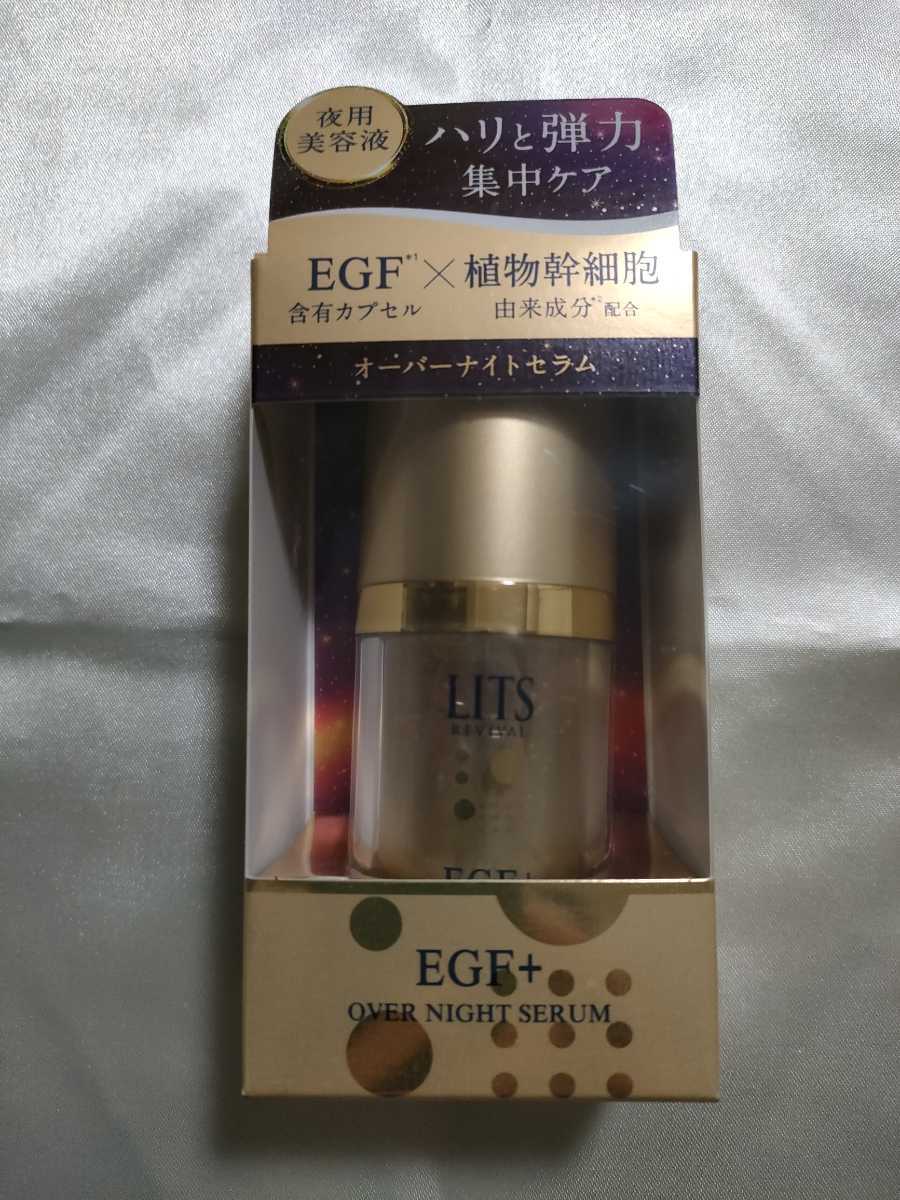 夜用
美容液
ハリと弾力
集中ケア
EGF*1×植物幹細胞
含有カプセル 由来成分*2配合
オーバーナイトセラム
LITS
REVIVAL
EGF+
EGF+
OVER NIGHT SERUM